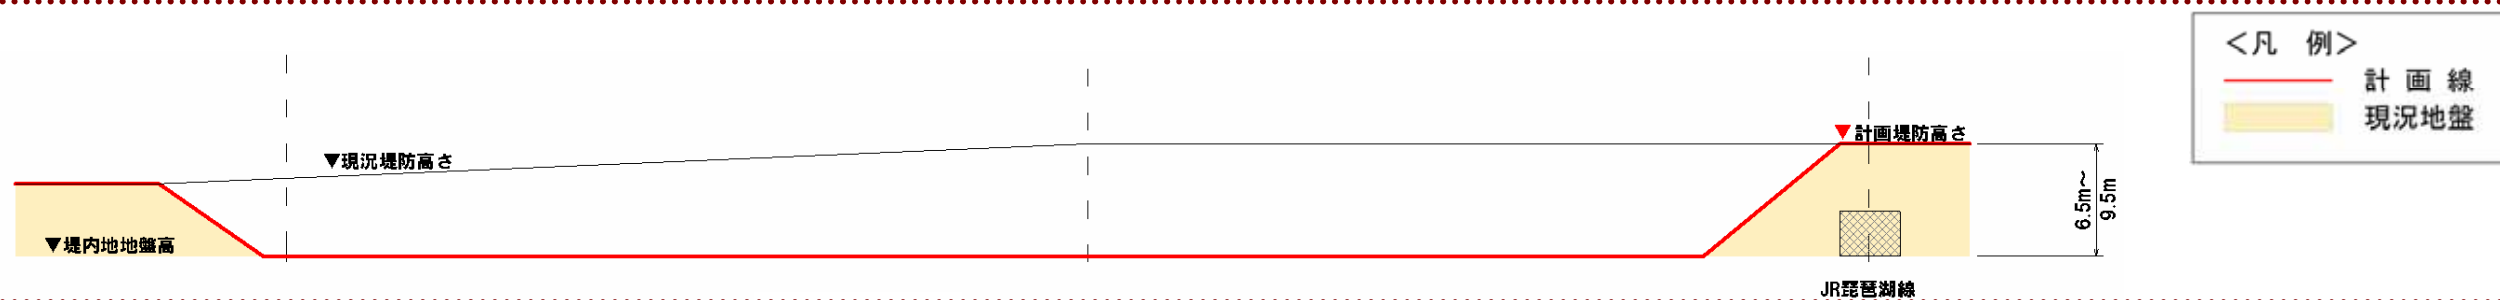 ＜凡 例＞
計 画 線
現況地盤
▼計画堤防高さ
▼現況堤防高さ
6.5m～
9.5m
▼堤内地地盤高
JR琵琶湖線